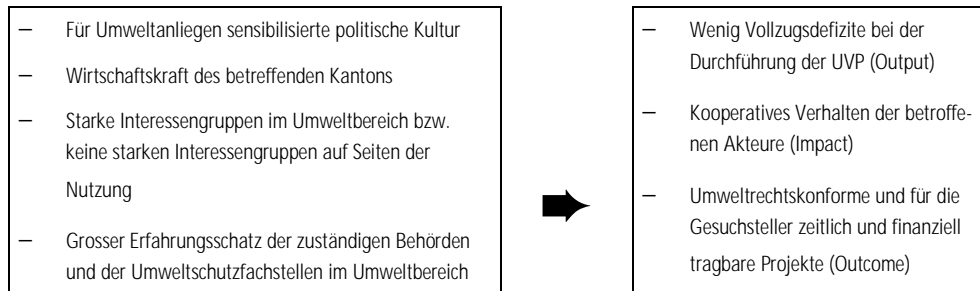 – Für Umweltanliegen sensibilisierte politische Kultur
– Wirtschaftskraft des betreffenden Kantons
– Starke Interessengruppen im Umweltbereich bzw.
keine starken Interessengruppen auf Seiten der
Nutzung
– Grosser Erfahrungsschatz der zuständigen Behörden
und der Umweltschutzfachstellen im Umweltbereich
– Wenig Vollzugsdefizite bei der
Durchführung der UVP (Output)
– Kooperatives Verhalten der betroffe-
nen Akteure (Impact)
– Umweltrechtskonforme und für die
Gesuchsteller zeitlich und finanziell
tragbare Projekte (Outcome)